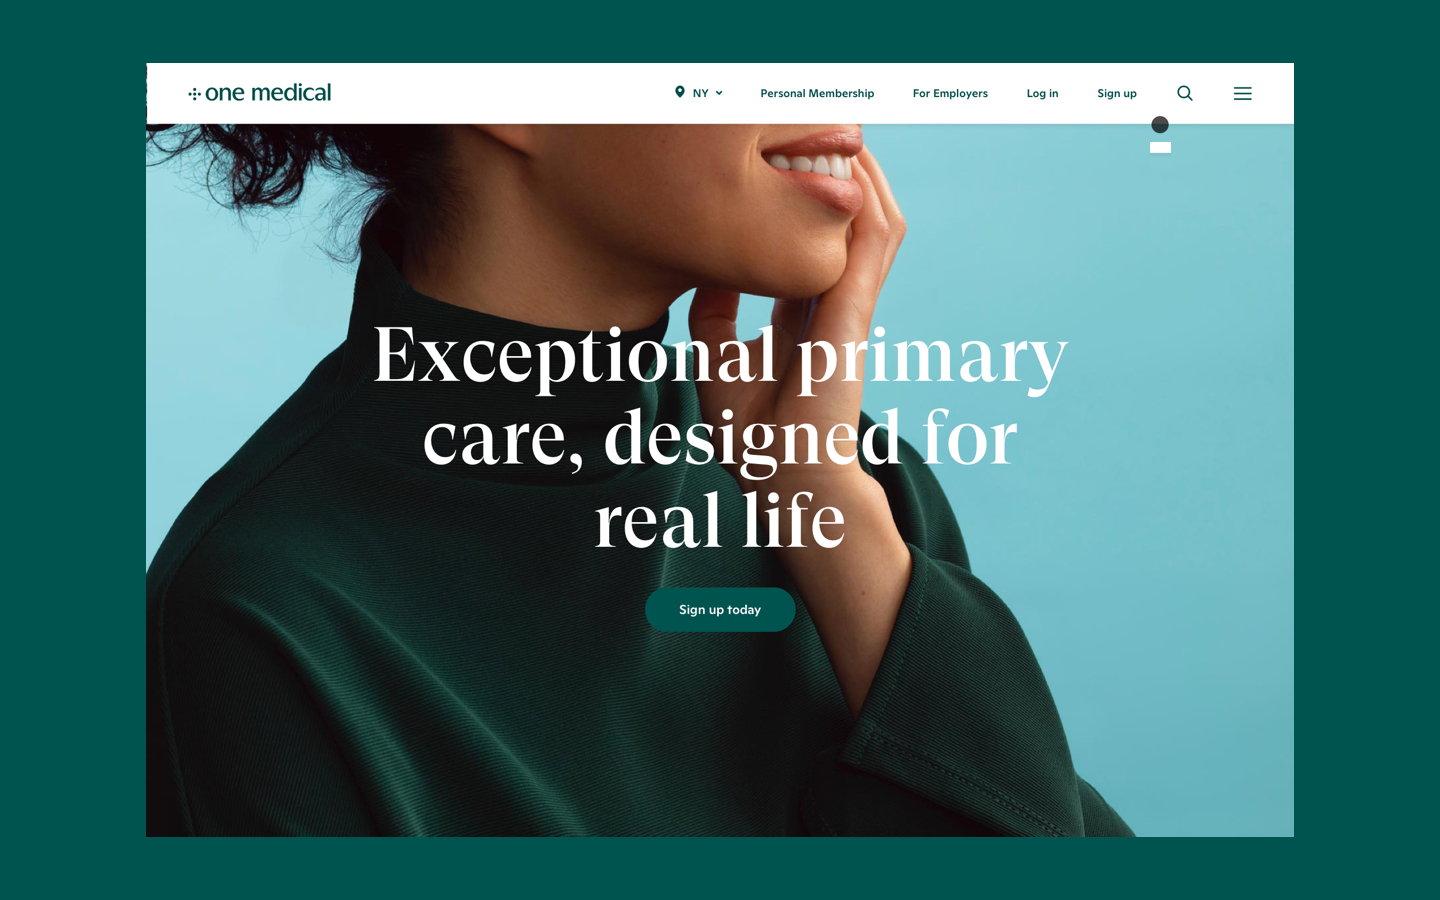 one medical
NY
Personal Membership
For Employers
Log in
Sign up
Exceptional primary
care, designed for
real life
Sign up today